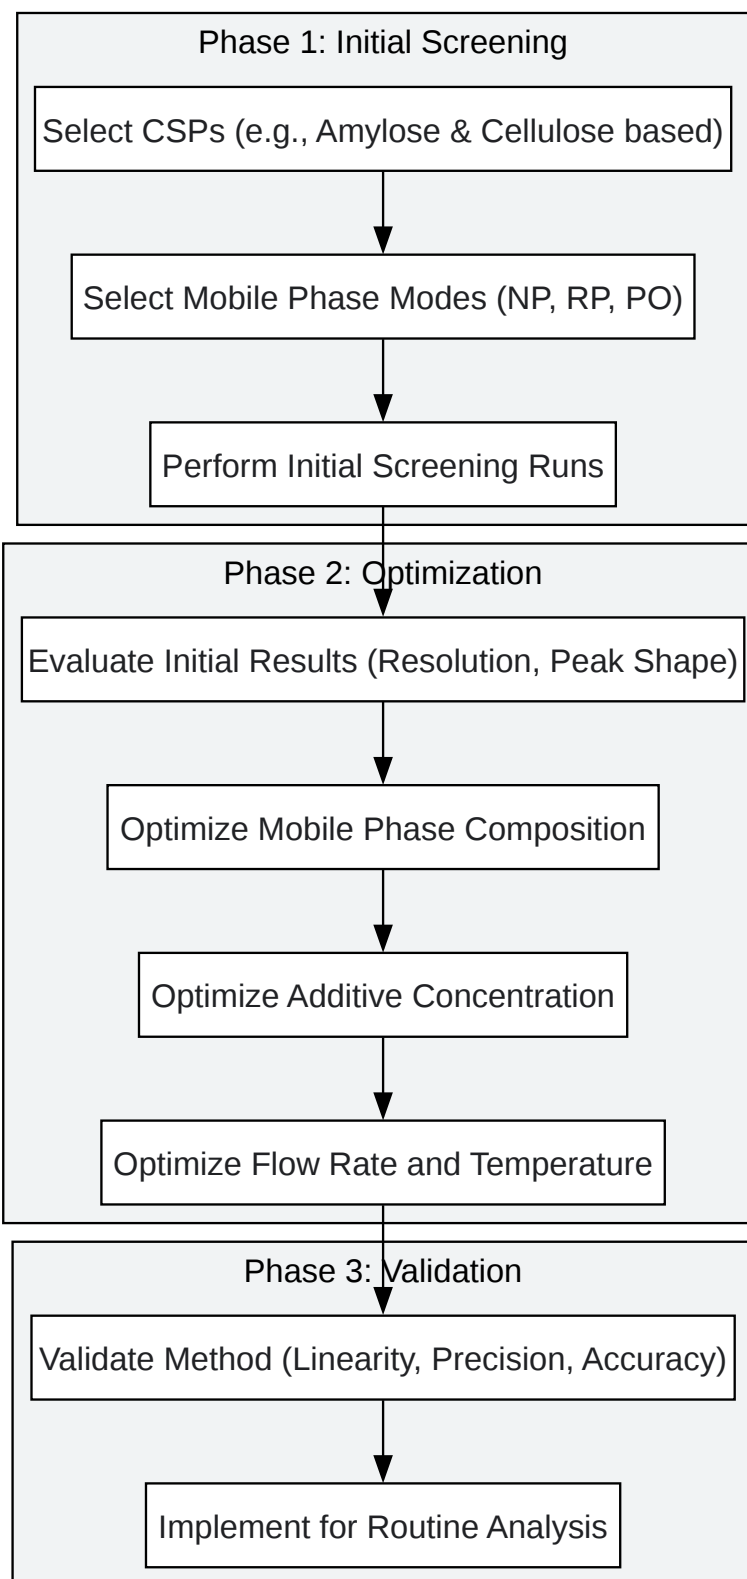 Phase 1: Initial Screening
Select CSPs (e.g., Amylose & Cellulose based)
Select Mobile Phase Modes (NP, RP, PO)
Perform Initial Screening Runs
Phase 2: Optimization
Evaluate Initial Results (Resolution, Peak Shape)
Optimize Mobile Phase Composition
Optimize Additive Concentration
Optimize Flow Rate and Temperature
Phase 3: Validation
Validate Method (Linearity, Precision, Accuracy)
Implement for Routine Analysis